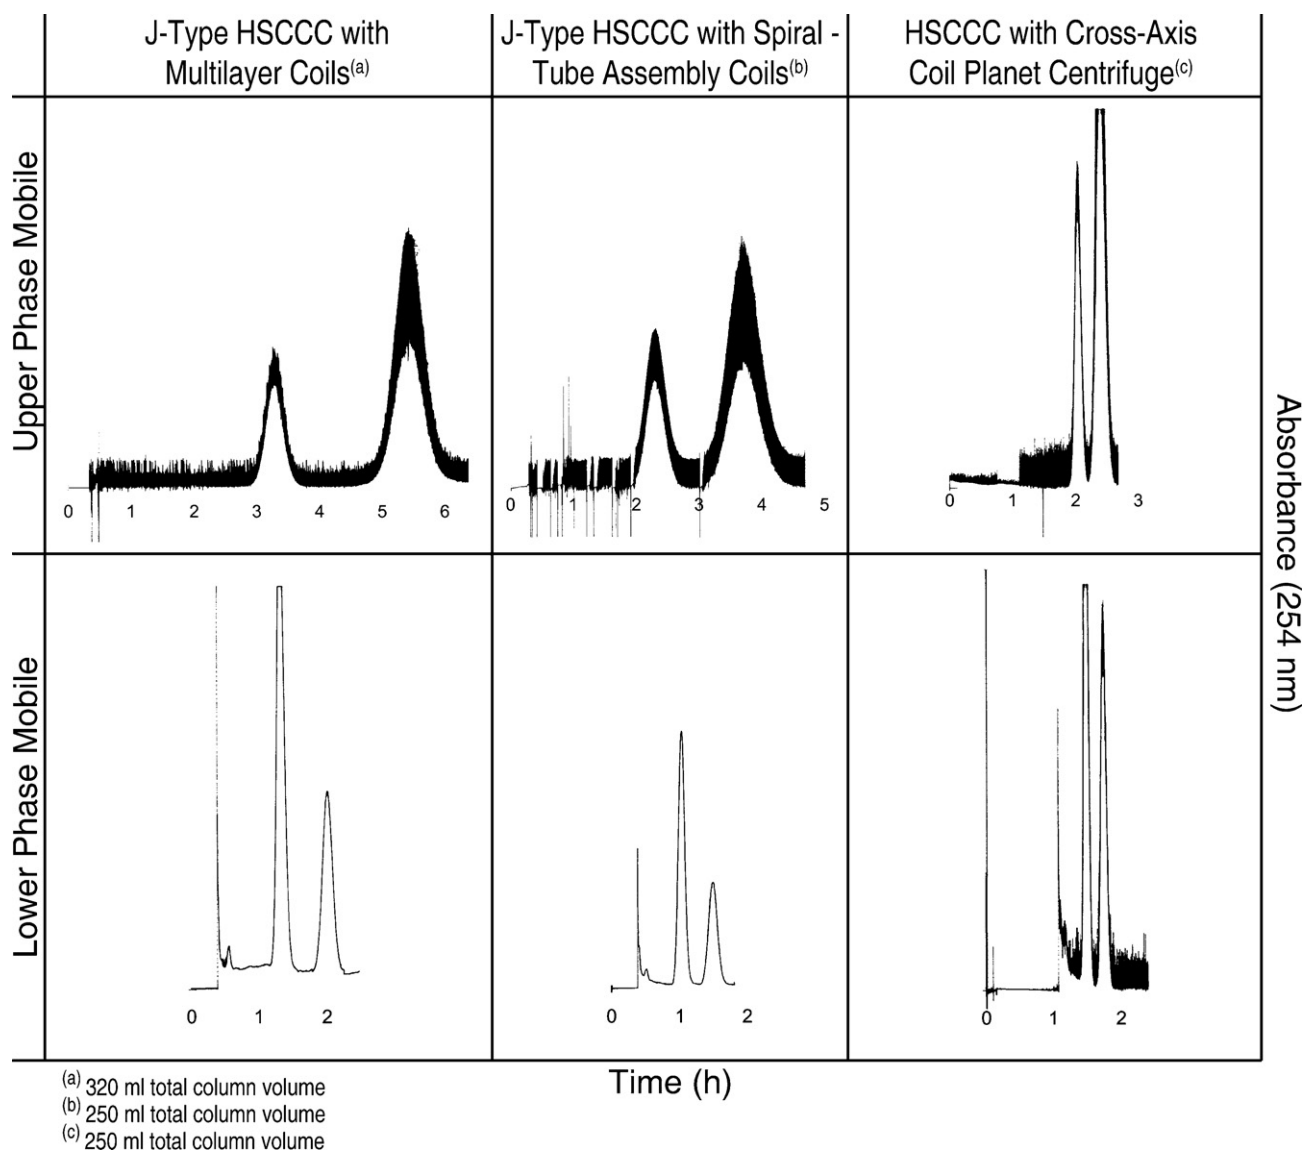 J-Type HSCCC with
Multilayer Coils(a)
J-Type HSCCC with Spiral -
Tube Assembly Coils(b)
HSCCC with Cross-Axis
Coil Planet Centrifuge(c)
Upper Phase Mobile
0 1 2 3 4 5 6
0 1 2 3 4 5
0 1 2 3
Lower Phase Mobile
0 1 2
0 1 2
0 1 2
Absorbance (254 nm)
Time (h)
(a) 320 ml total column volume
(b) 250 ml total column volume
(c) 250 ml total column volume